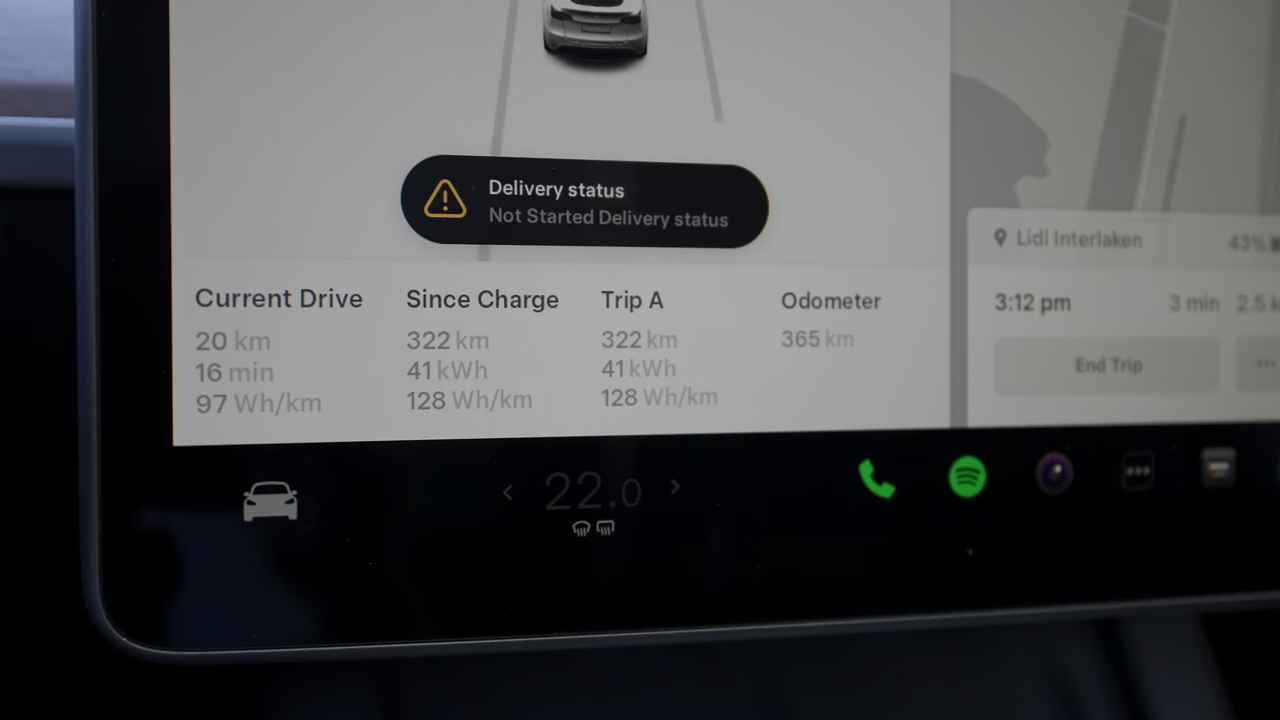 Delivery status
Not Started Delivery status
Current Drive
20 km
16 min
97 Wh/km
Since Charge
322 km
41 kWh
128 Wh/km
Trip A
322 km
41 kWh
128 Wh/km
Odometer
365 km
Lidl Interlaken
43%
3:12 pm
3 min
2.5
End Trip
22.0